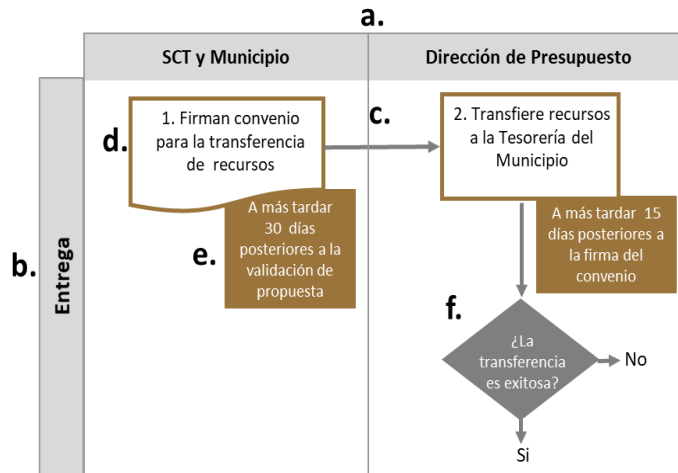 a.
SCT y Municipio
Dirección de Presupuesto
b.
Entrega
d.
1. Firman convenio
para la transferencia
de recursos
c.
2. Transfiere recursos
a la Tesorería del
Municipio
e.
A más tardar
30 días
posteriores a la
validación de
propuesta
A más tardar 15
días posteriores a
la firma del
convenio
f.
¿La
transferencia
es exitosa?
No
Si